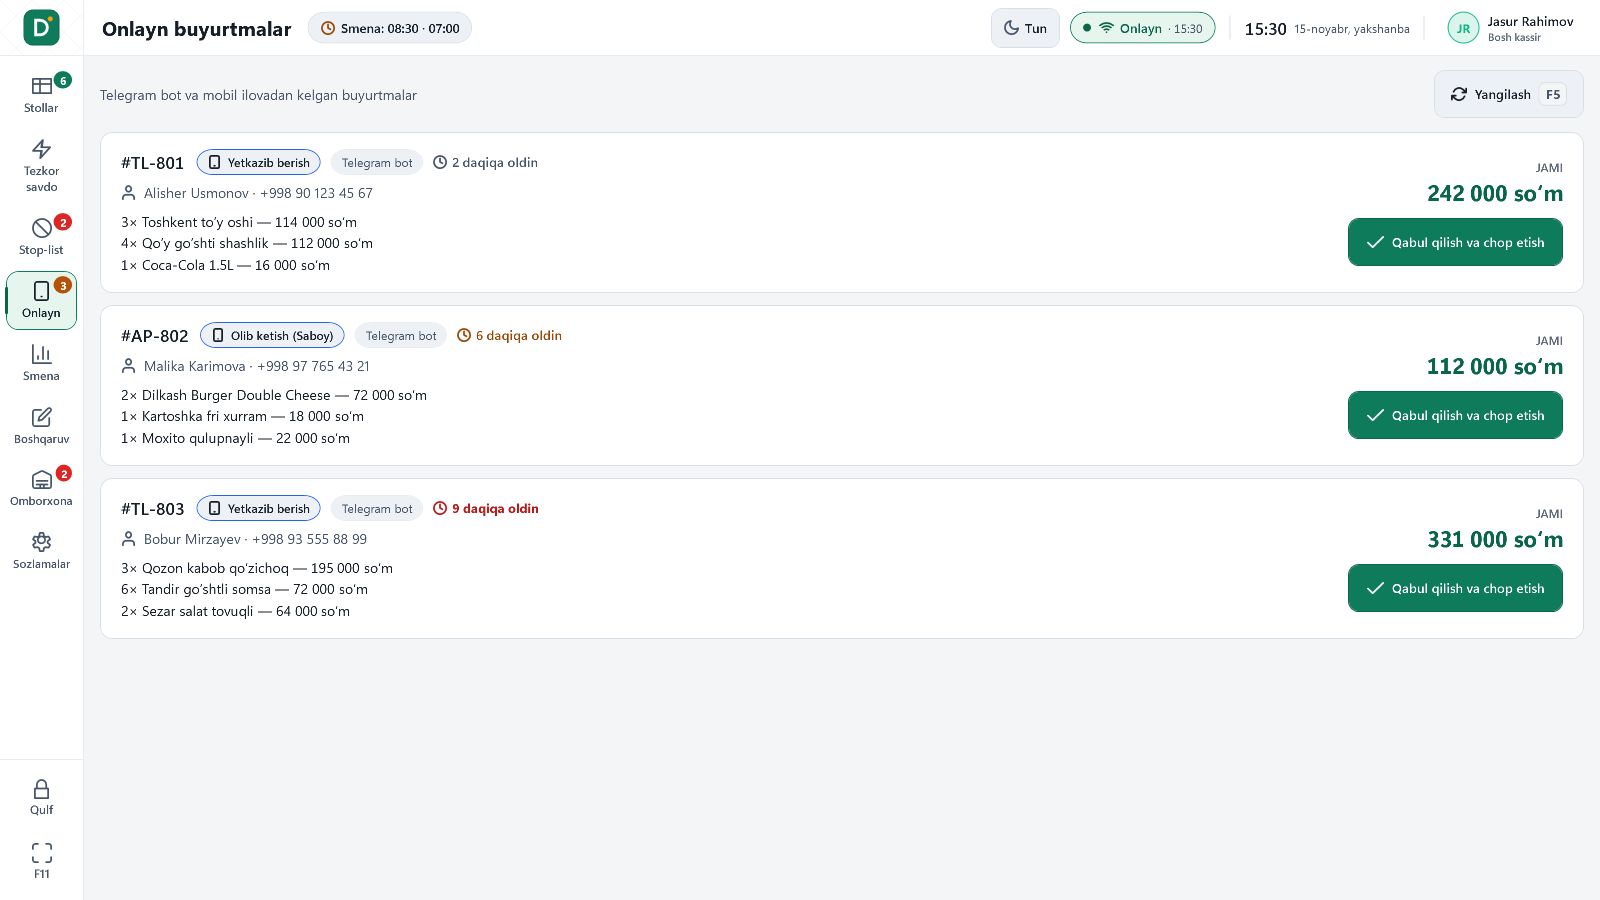 D
Onlayn buyurtmalar
Smena: 08:30 · 07:00
Tun
Onlayn · 15:30
15:30 15-noyabr, yakshanba
JR
Jasur Rahimov
Bosh kassir
6
Stollar
Tezkor
savdo
2
Stop-list
3
Onlayn
Smena
Boshqaruv
2
Omborxona
Sozlamalar
Qulf
F11
Telegram bot va mobil ilovadan kelgan buyurtmalar
Yangilash F5
#TL-801 Yetkazib berish Telegram bot 2 daqiqa oldin
Alisher Usmonov · +998 90 123 45 67
3× Toshkent to‘y oshi — 114 000 so‘m
4× Qo‘y go‘shti shashlik — 112 000 so‘m
1× Coca-Cola 1.5L — 16 000 so‘m
JAMI
242 000 so‘m
Qabul qilish va chop etish
#AP-802 Olib ketish (Saboy) Telegram bot 6 daqiqa oldin
Malika Karimova · +998 97 765 43 21
2× Dilkash Burger Double Cheese — 72 000 so‘m
1× Kartoshka fri xurram — 18 000 so‘m
1× Moxito qulupnayli — 22 000 so‘m
JAMI
112 000 so‘m
Qabul qilish va chop etish
#TL-803 Yetkazib berish Telegram bot 9 daqiqa oldin
Bobur Mirzayev · +998 93 555 88 99
3× Qozon kabob qo‘zichoq — 195 000 so‘m
6× Tandir go‘shtli somsa — 72 000 so‘m
2× Sezar salat tovuqli — 64 000 so‘m
JAMI
331 000 so‘m
Qabul qilish va chop etish